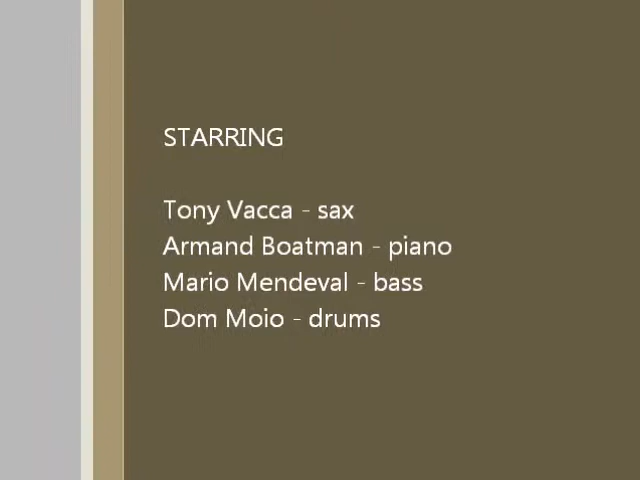 STARRING
Tony Vacca - sax
Armand Boatman - piano
Mario Mendeval - bass
Dom Moio - drums